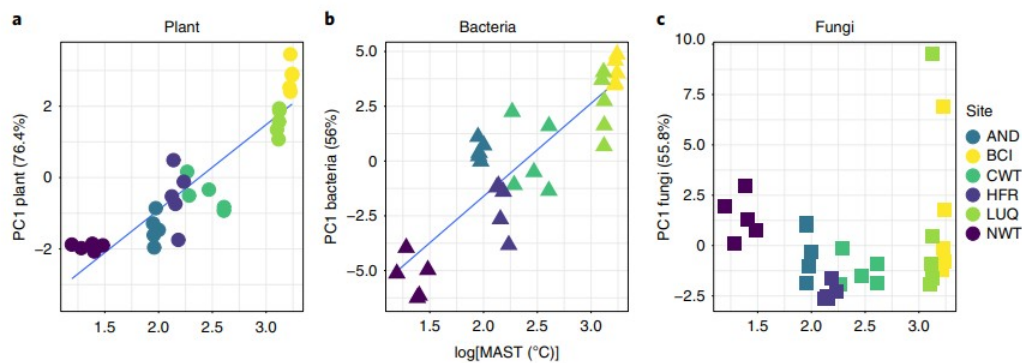 a Plant
b Bacteria
c Fungi
PC1 plant (76.4%)
2
0
−2
1.5 2.0 2.5 3.0
PC1 bacteria (56%)
5.0
2.5
0
−2.5
−5.0
1.5 2.0 2.5 3.0
log[MAST (°C)]
PC1 fungi (55.8%)
10.0
7.5
5.0
2.5
0
−2.5
1.5 2.0 2.5 3.0
Site
AND
BCI
CWT
HFR
LUQ
NWT